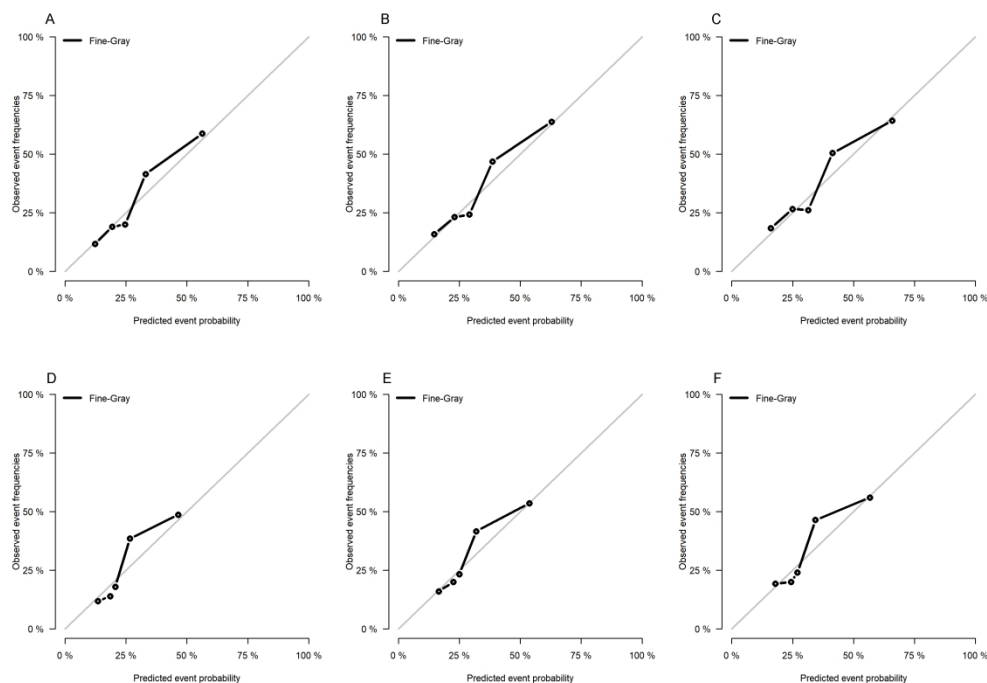 A
Fine-Gray
100 %
75 %
50 %
25 %
0 %
Observed event frequencies
0 %
25 %
50 %
75 %
100 %
Predicted event probability
B
Fine-Gray
100 %
75 %
50 %
25 %
0 %
Observed event frequencies
0 %
25 %
50 %
75 %
100 %
Predicted event probability
C
Fine-Gray
100 %
75 %
50 %
25 %
0 %
Observed event frequencies
0 %
25 %
50 %
75 %
100 %
Predicted event probability
D
Fine-Gray
100 %
75 %
50 %
25 %
0 %
Observed event frequencies
0 %
25 %
50 %
75 %
100 %
Predicted event probability
E
Fine-Gray
100 %
75 %
50 %
25 %
0 %
Observed event frequencies
0 %
25 %
50 %
75 %
100 %
Predicted event probability
F
Fine-Gray
100 %
75 %
50 %
25 %
0 %
Observed event frequencies
0 %
25 %
50 %
75 %
100 %
Predicted event probability